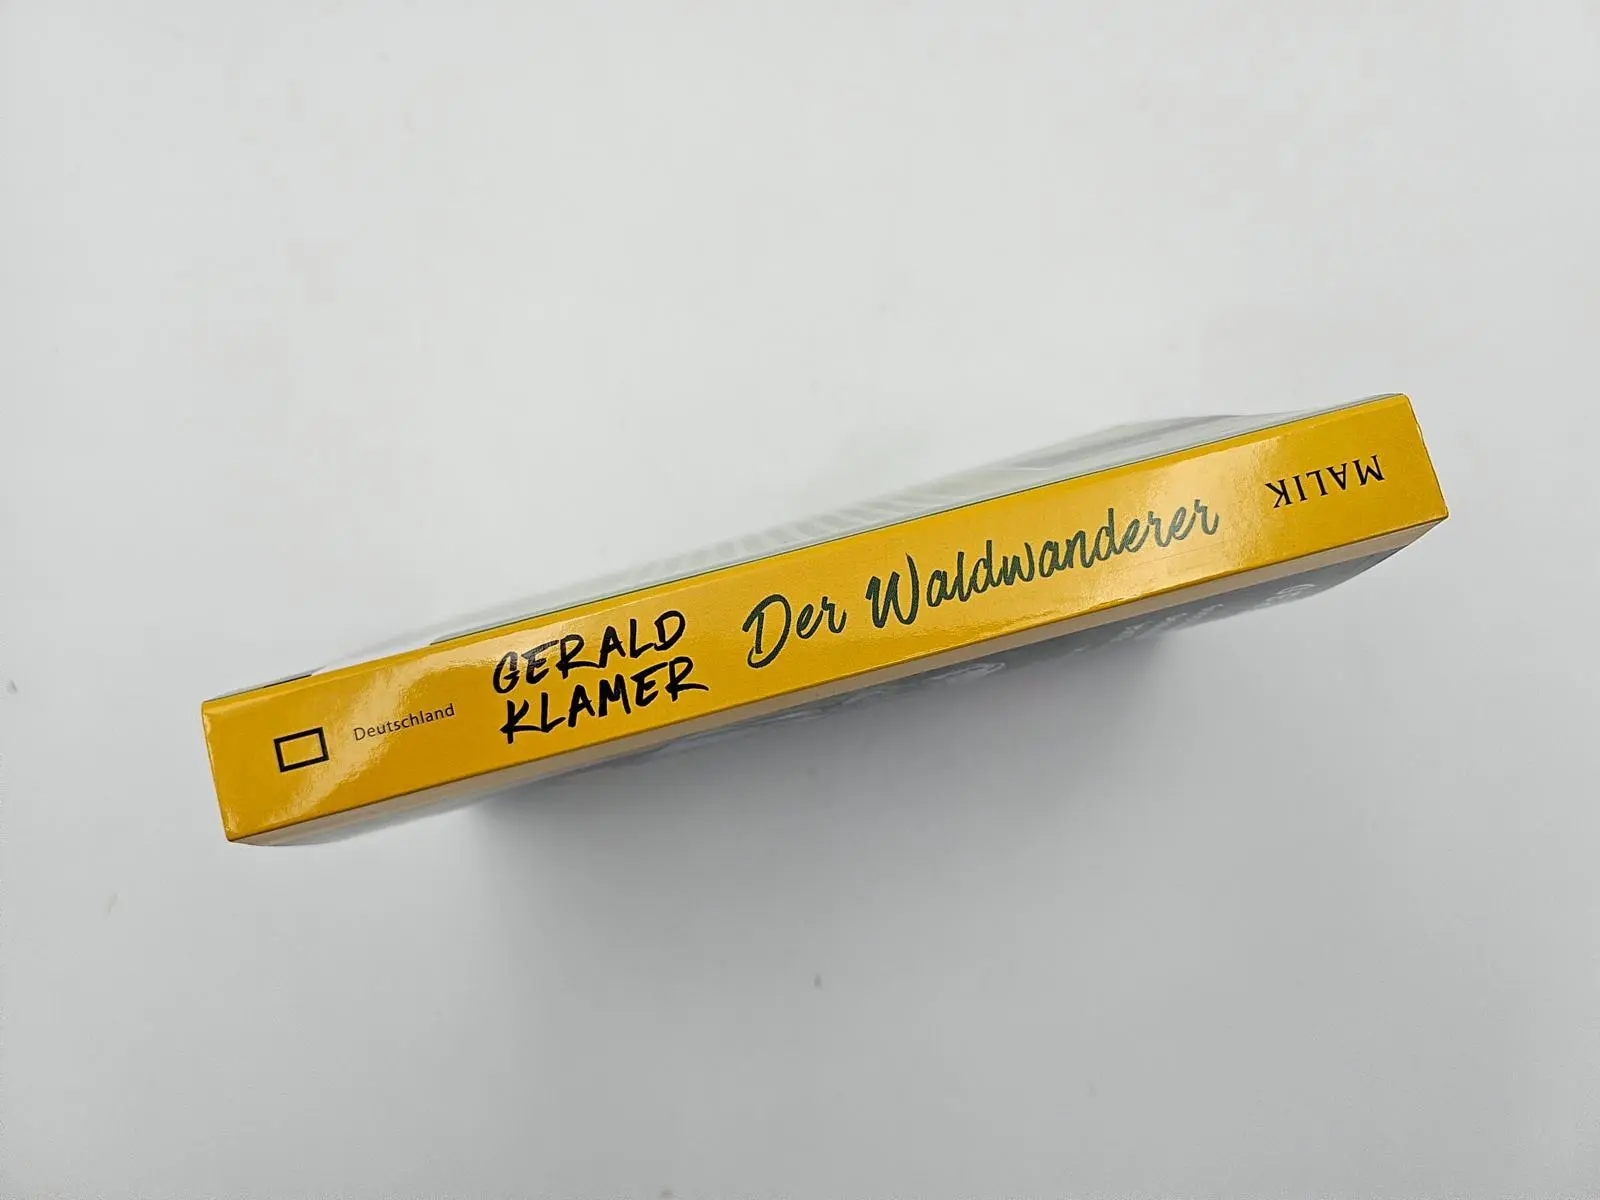 Deutschland
GERALD
KLAMER
Der Waldwanderer
MALIK